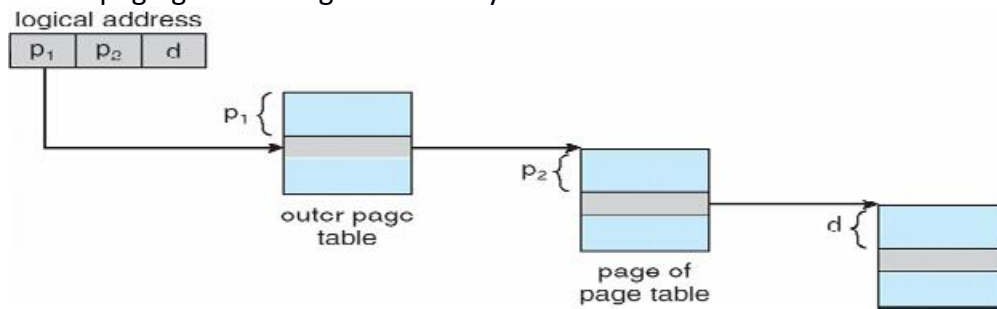 logical address
p1 p2 d
p1
p2
d
outer page
table
page of
page table